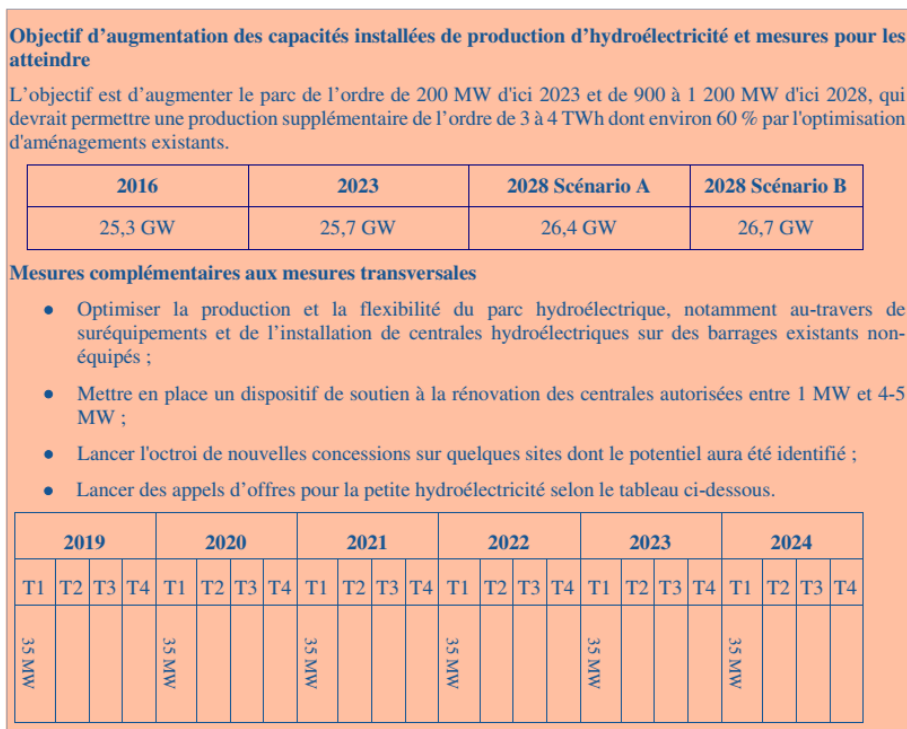 Objectif d’augmentation des capacités installées de production d’hydroélectricité et mesures pour les
atteindre
L’objectif est d’augmenter le parc de l’ordre de 200 MW d'ici 2023 et de 900 à 1 200 MW d'ici 2028, qui
devrait permettre une production supplémentaire de l’ordre de 3 à 4 TWh dont environ 60 % par l'optimisation
d'aménagements existants.
2016 2023 2028 Scénario A 2028 Scénario B
25,3 GW 25,7 GW 26,4 GW 26,7 GW
Mesures complémentaires aux mesures transversales
● Optimiser la production et la flexibilité du parc hydroélectrique, notamment au-travers de
suréquipements et de l’installation de centrales hydroélectriques sur des barrages existants non-
équipés ;
● Mettre en place un dispositif de soutien à la rénovation des centrales autorisées entre 1 MW et 4-5
MW ;
● Lancer l'octroi de nouvelles concessions sur quelques sites dont le potentiel aura été identifié ;
● Lancer des appels d’offres pour la petite hydroélectricité selon le tableau ci-dessous.
2019 2020 2021 2022 2023 2024
T1 T2 T3 T4 T1 T2 T3 T4 T1 T2 T3 T4 T1 T2 T3 T4 T1 T2 T3 T4 T1 T2 T3 T4
35 MW 35 MW 35 MW 35 MW 35 MW 35 MW